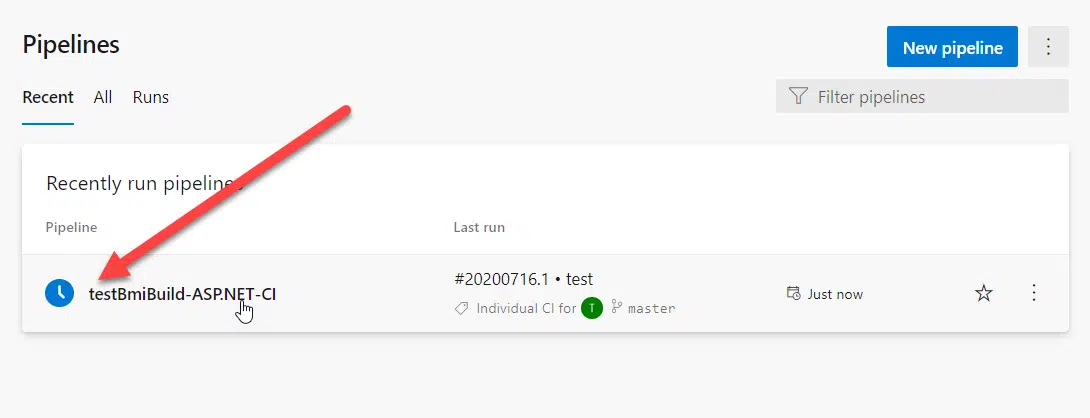 Pipelines
New pipeline
Recent All Runs
Filter pipelines
Recently run pipelines
Pipeline Last run
testBmiBuild-ASP.NET-CI
#20200716.1 • test
Individual CI for T master
Just now